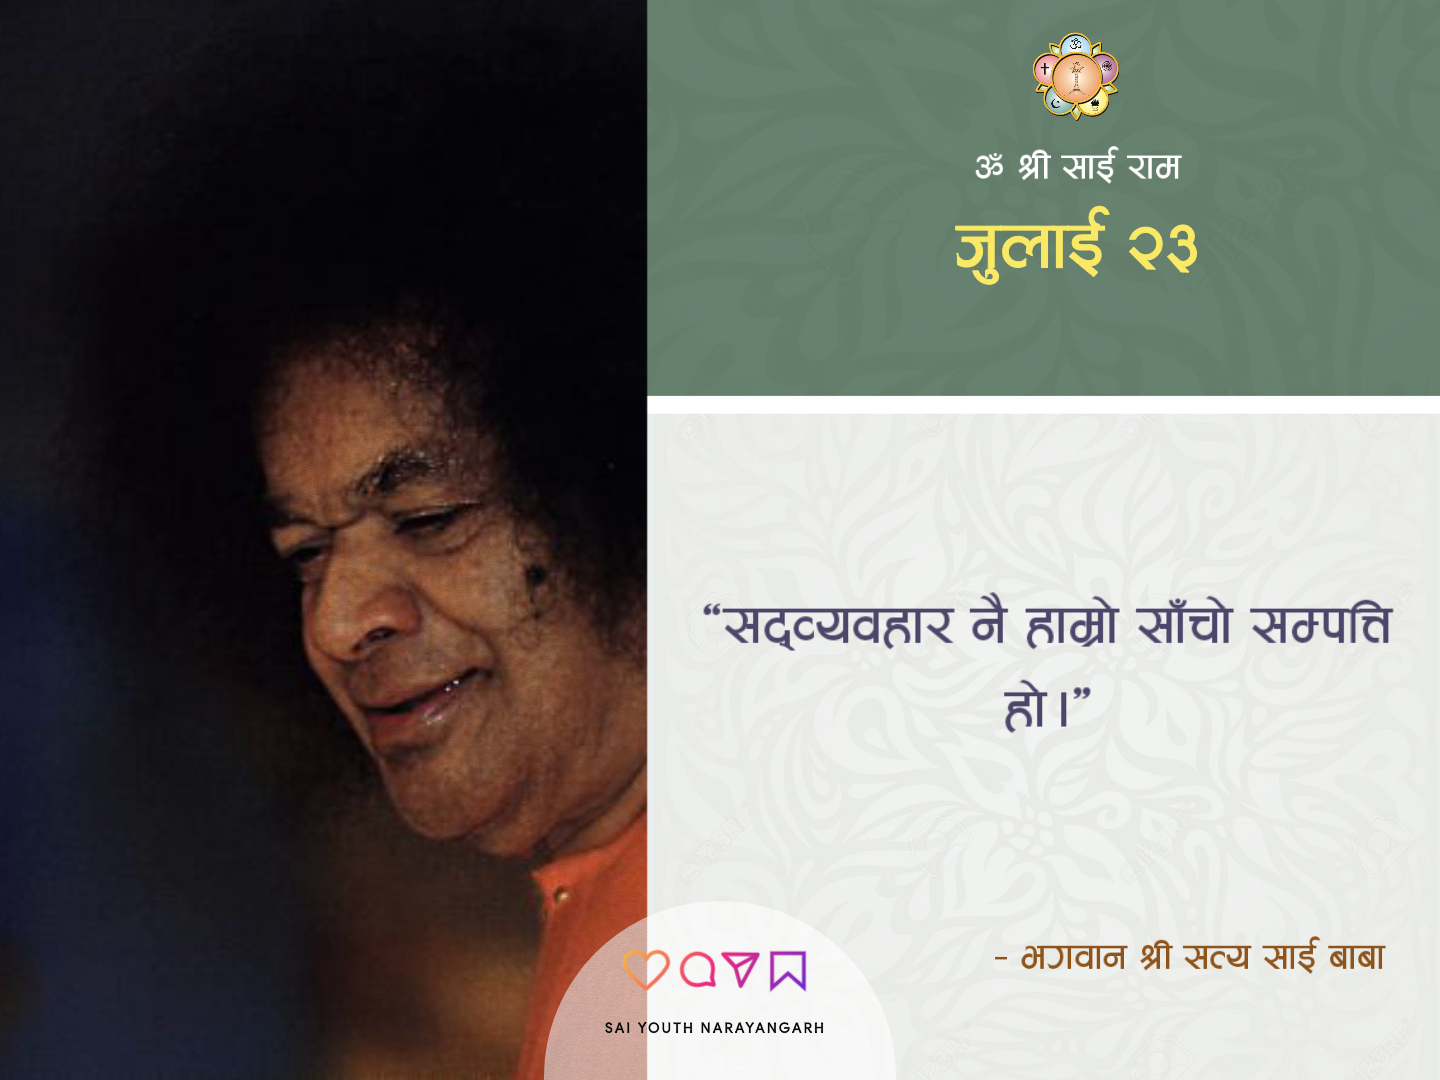 ॐ श्री साई राम
जुलाई २३
“सद्व्यवहार नै हाम्रो साँचो सम्पत्ति
हो।”
- भगवान श्री सत्य साई बाबा
SAI YOUTH NARAYANGARH